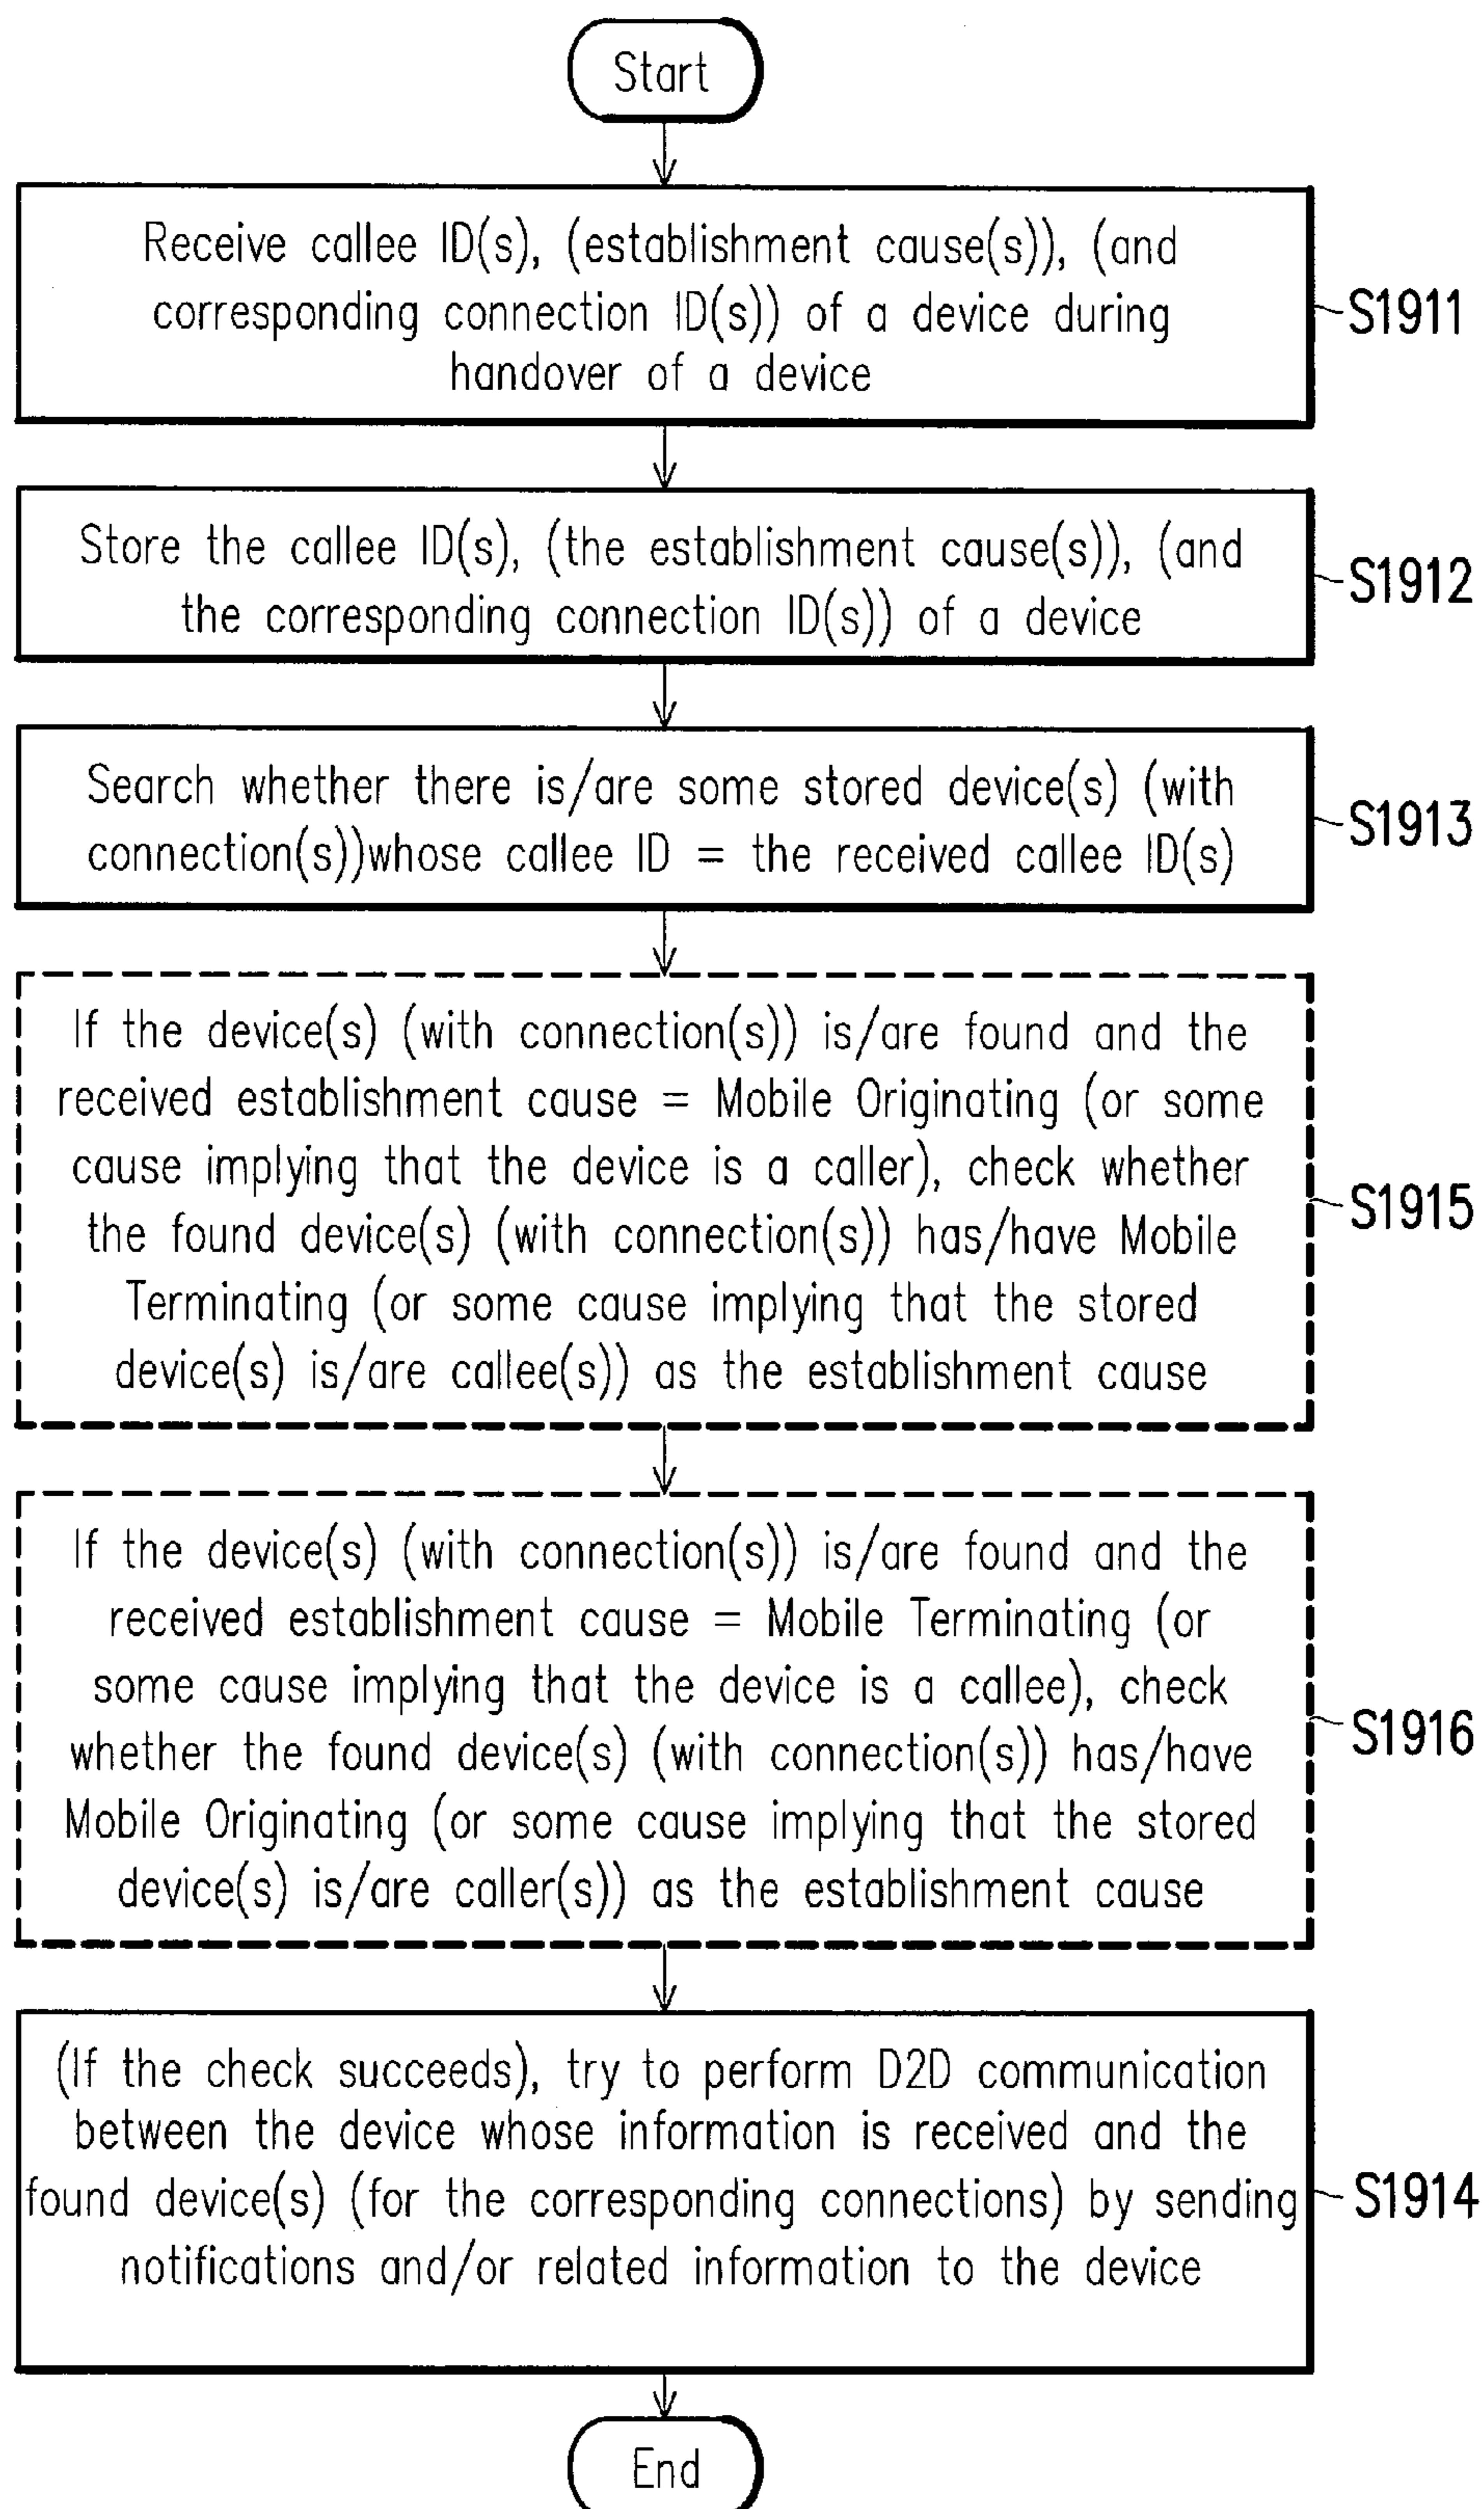 Start
Receive callee ID(s), (establishment cause(s)), (and
corresponding connection ID(s)) of a device during
handover of a device
S1911
Store the callee ID(s), (the establishment cause(s)), (and
the corresponding connection ID(s)) of a device
S1912
Search whether there is/are some stored device(s) (with
connection(s))whose callee ID = the received callee ID(s)
S1913
If the device(s) (with connection(s)) is/are found and the
received establishment cause = Mobile Originating (or some
cause implying that the device is a caller), check whether
the found device(s) (with connection(s)) has/have Mobile
Terminating (or some cause implying that the stored
device(s) is/are callee(s)) as the establishment cause
S1915
If the device(s) (with connection(s)) is/are found and the
received establishment cause = Mobile Terminating (or
some cause implying that the device is a callee), check
whether the found device(s) (with connection(s)) has/have
Mobile Originating (or some cause implying that the stored
device(s) is/are caller(s)) as the establishment cause
S1916
(If the check succeeds), try to perform D2D communication
between the device whose information is received and the
found device(s) (for the corresponding connections) by sending
notifications and/or related information to the device
S1914
End